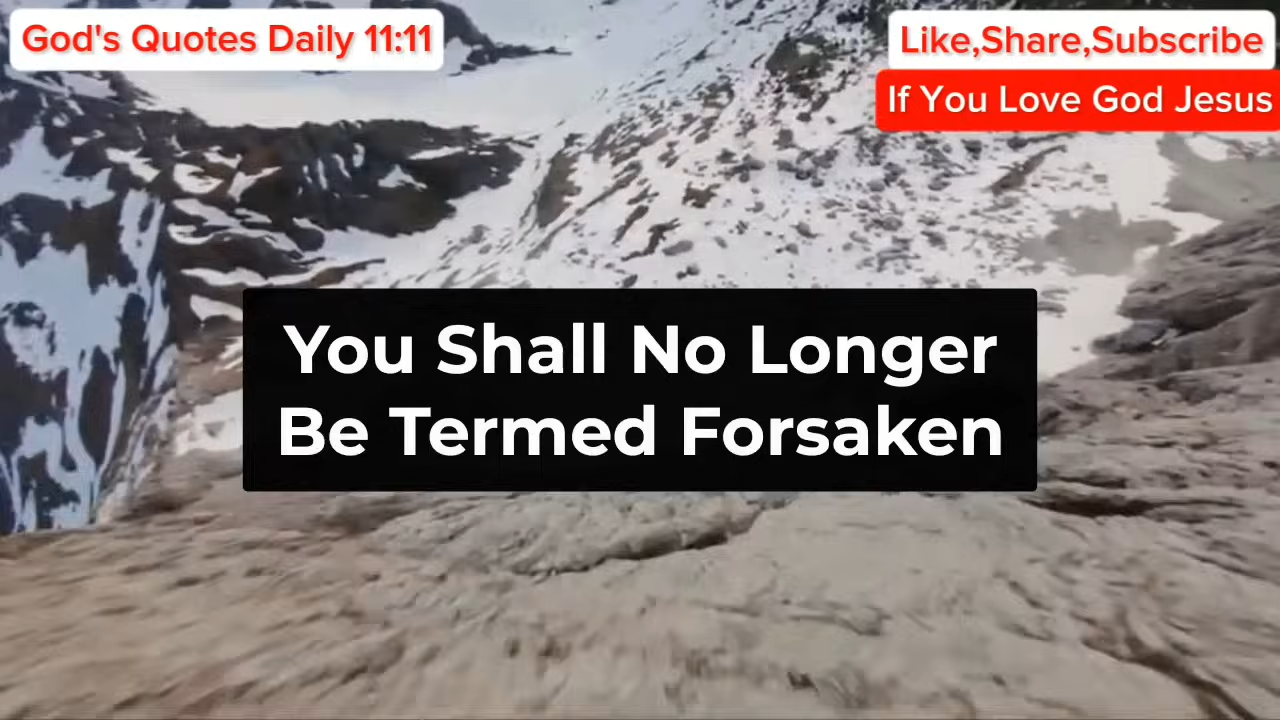 God's Quotes Daily 11:11
Like,Share,Subscribe
If You Love God Jesus
You Shall No Longer
Be Termed Forsaken